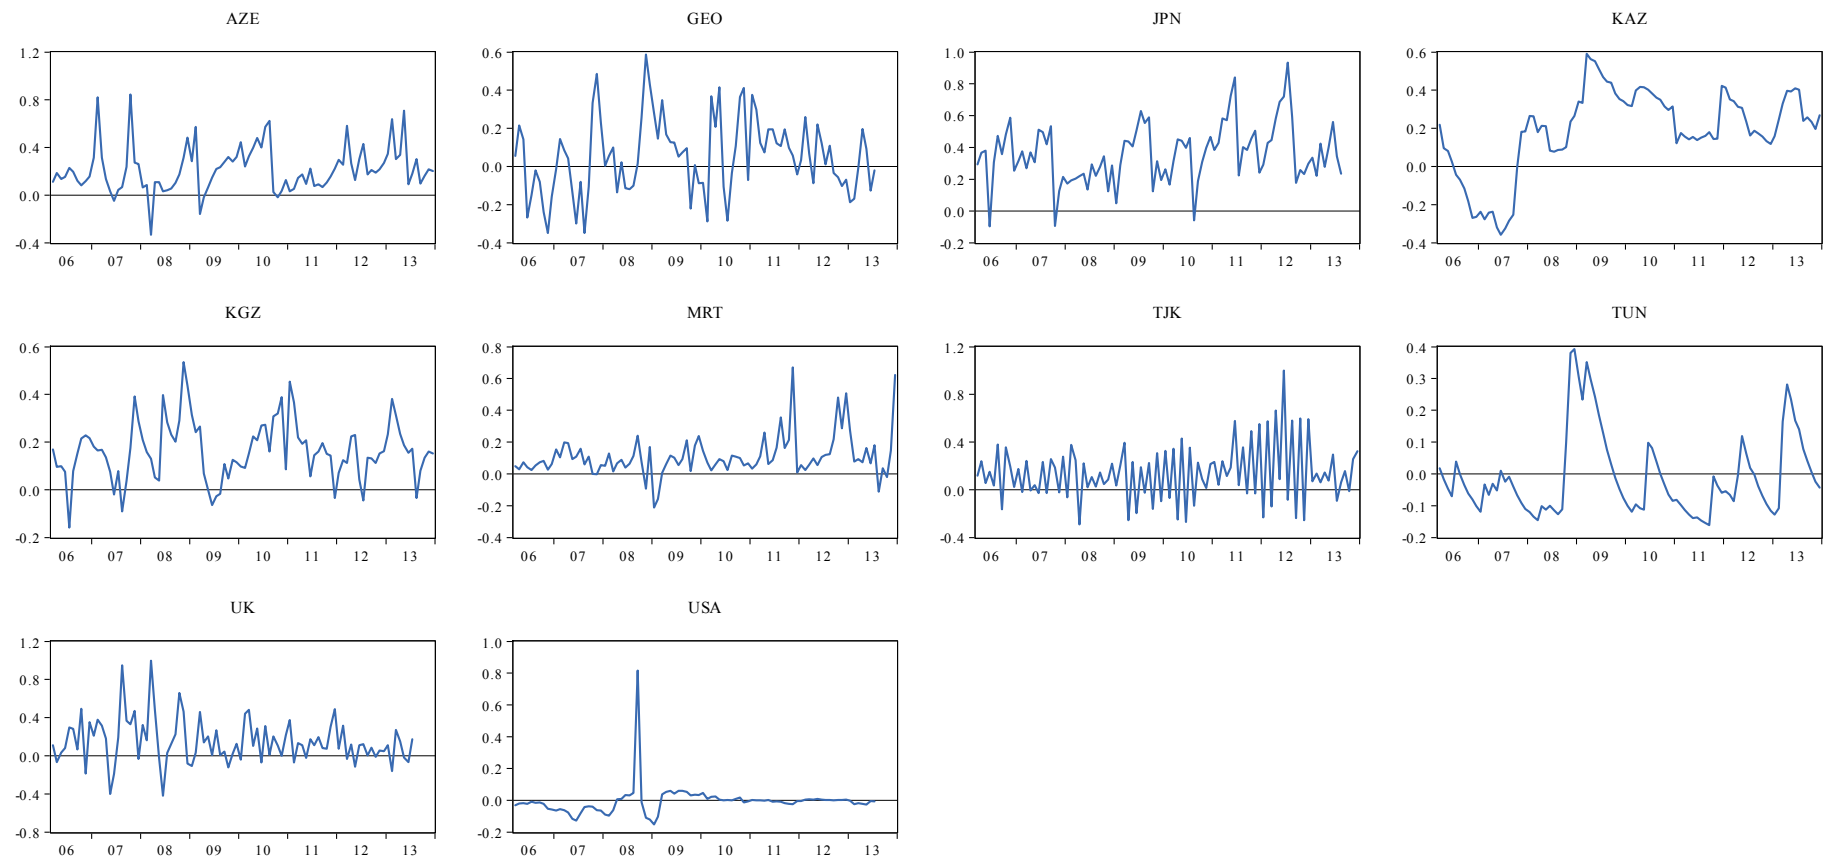 AZE GEO JPN KAZ
1.2 0.6 1.0 0.6
0.8 0.4 0.8 0.4
0.4 0.2 0.6 0.2
0.0 0.0 0.4 0.0
-0.4 -0.2 0.2 -0.2
-0.4 0.0 -0.4
-0.2
06 07 08 09 10 11 12 13 06 07 08 09 10 11 12 13 06 07 08 09 10 11 12 13 06 07 08 09 10 11 12 13
KGZ MRT TJK TUN
0.6 0.8 1.2 0.4
0.4 0.6 0.8 0.3
0.2 0.4 0.4 0.2
0.0 0.2 0.0 0.1
-0.2 0.0 -0.4 0.0
-0.2 -0.1
-0.4 -0.2
06 07 08 09 10 11 12 13 06 07 08 09 10 11 12 13 06 07 08 09 10 11 12 13 06 07 08 09 10 11 12 13
UK USA
1.2 1.0
0.8 0.8
0.4 0.6
0.0 0.4
-0.4 0.2
-0.8 0.0
-0.2
06 07 08 09 10 11 12 13 06 07 08 09 10 11 12 13